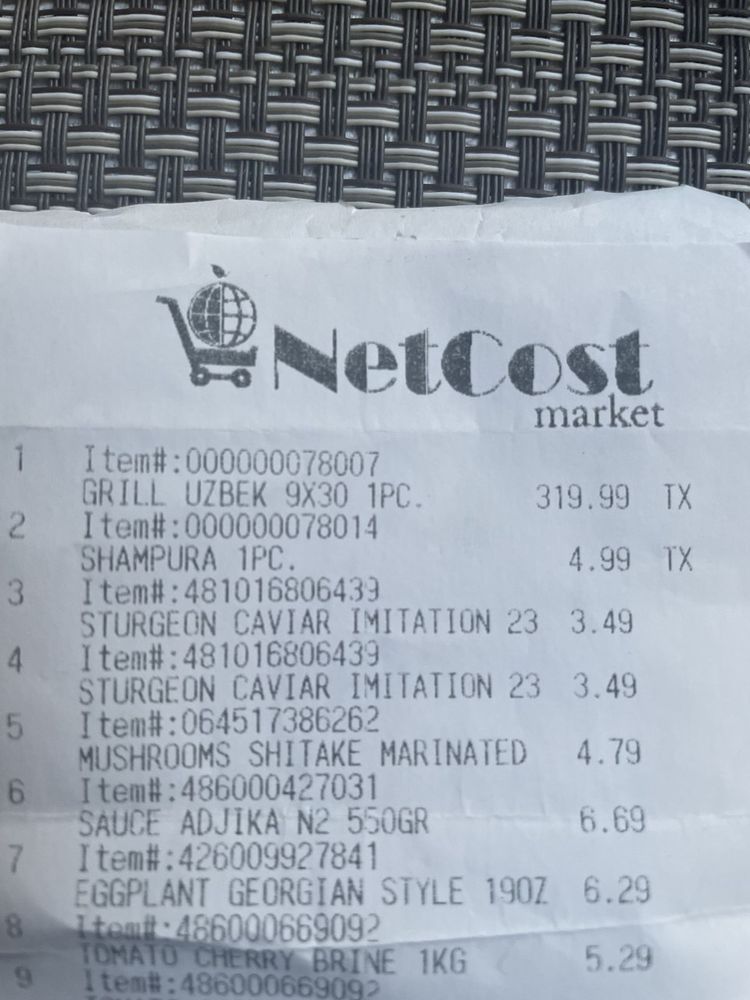 NetCost
market
1 Item#:000000078007
GRILL UZBEK 9X30 1PC. 319.99 TX
2 Item#:000000078014
SHAMPURA 1PC. 4.99 TX
3 Item#:481016806439
STURGEON CAVIAR IMITATION 23 3.49
4 Item#:481016806439
STURGEON CAVIAR IMITATION 23 3.49
5 Item#:064517386262
MUSHROOMS SHITAKE MARINATED 4.79
6 Item#:486000427031
SAUCE ADJIKA N2 550GR 6.69
7 Item#:426009927841
EGGPLANT GEORGIAN STYLE 19OZ 6.29
8 Item#:486000669092
TOMATO CHERRY BRINE 1KG 5.29
9 Item#:486000669092